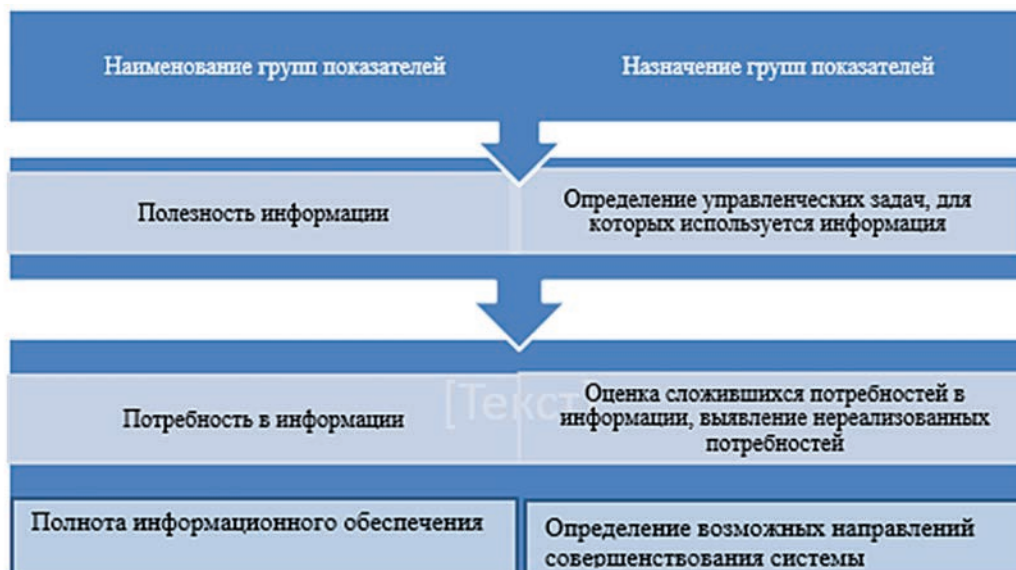 Наименование групп показателей
Назначение групп показателей
Полезность информации
Определение управленческих задач, для
которых используется информация
[Текст
Потребность в информации
Оценка сложившихся потребностей в
информации, выявление нереализованных
потребностей
Полнота информационного обеспечения
Определение возможных направлений
совершенствования системы